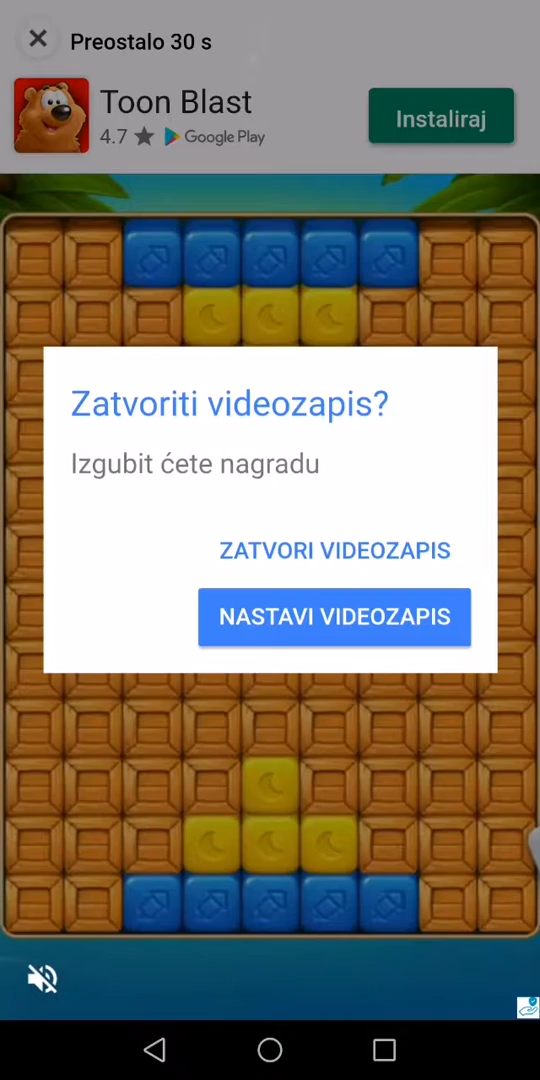 Preostalo 30 s
Toon Blast
Instaliraj
4.7 ★ Google Play
Zatvoriti videozapis?
Izgubit ćete nagradu
ZATVORI VIDEOZAPIS
NASTAVI VIDEOZAPIS